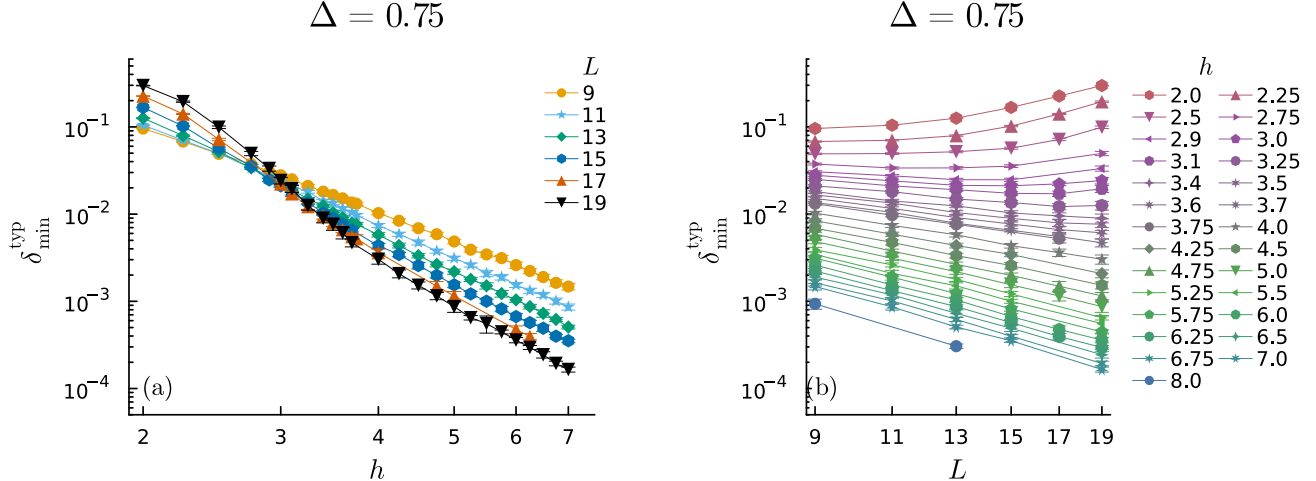 Δ = 0.75
δ_min^typ
10^−1
10^−2
10^−3
10^−4
(a)
2 3 4 5 6 7
h
L
9
11
13
15
17
19
Δ = 0.75
δ_min^typ
10^−1
10^−2
10^−3
10^−4
(b)
9 11 13 15 17 19
L
h
2.0 2.25
2.5 2.75
2.9 3.0
3.1 3.25
3.4 3.5
3.6 3.7
3.75 4.0
4.25 4.5
4.75 5.0
5.25 5.5
5.75 6.0
6.25 6.5
6.75 7.0
8.0